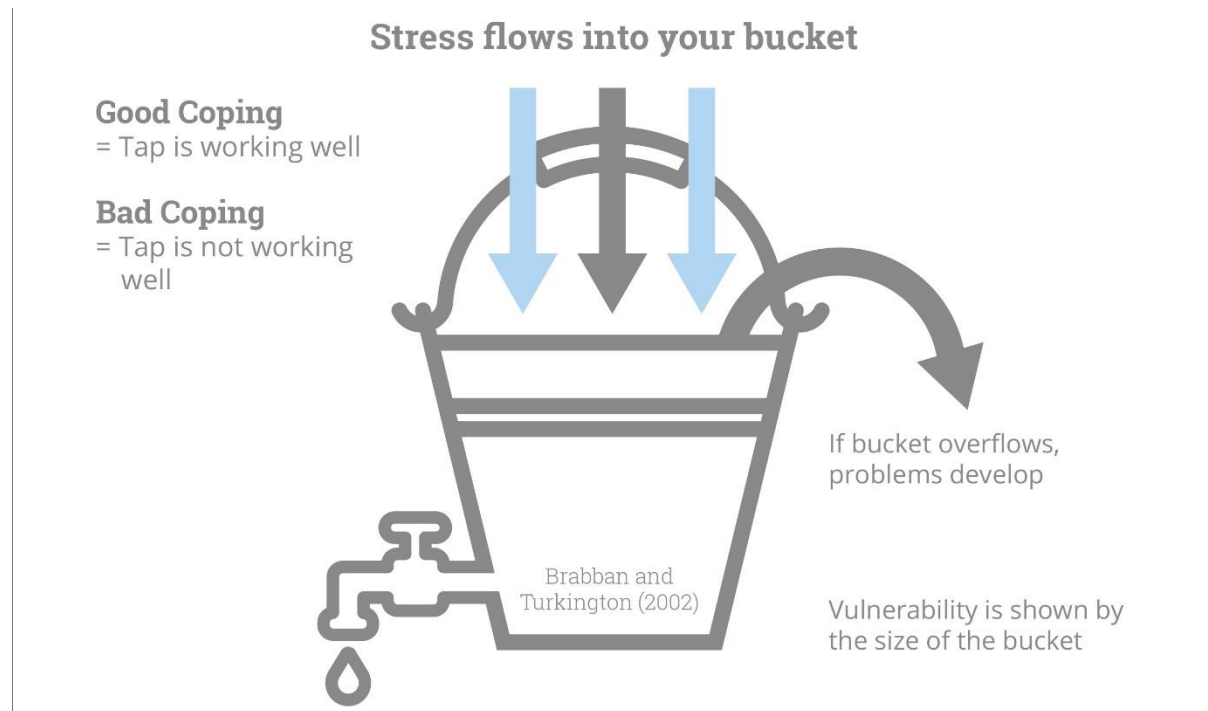 Stress flows into your bucket
Good Coping
= Tap is working well
Bad Coping
= Tap is not working
well
If bucket overflows,
problems develop
Brabban and
Turkington (2002)
Vulnerability is shown by
the size of the bucket